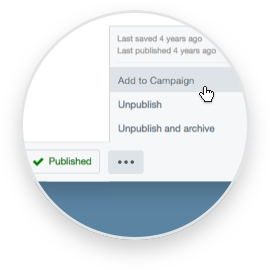 Last saved 4 years ago
Last published 4 years ago
Add to Campaign
Unpublish
Unpublish and archive
Published